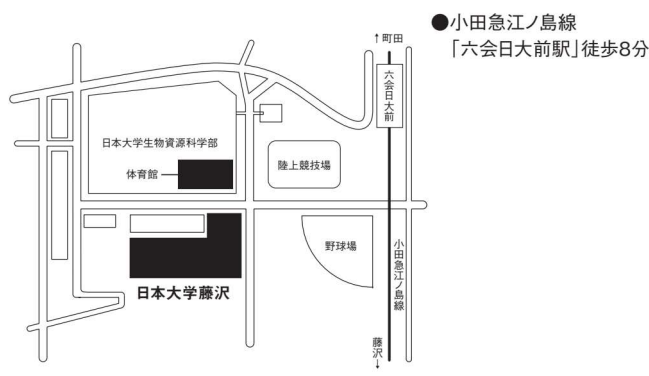 ●小田急江ノ島線
「六会日大前駅」徒歩8分
↑町田
六会日大前
日本大学生物資源科学部
体育館
陸上競技場
野球場
小田急江ノ島線
日本大学藤沢
藤沢↓